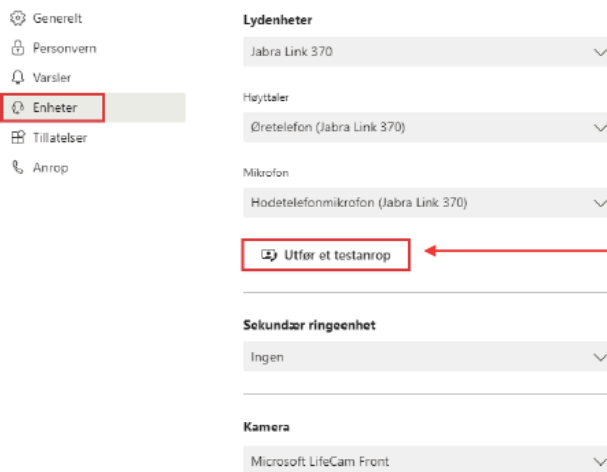 Generelt
Personvern
Varsler
Enheter
Tillatelser
Anrop
Lydenheter
Jabra Link 370
Høyttaler
Øretelefon (Jabra Link 370)
Mikrofon
Hodetelefonmikrofon (Jabra Link 370)
Utfør et testanrop
Sekundær ringeenhet
Ingen
Kamera
Microsoft LifeCam Front